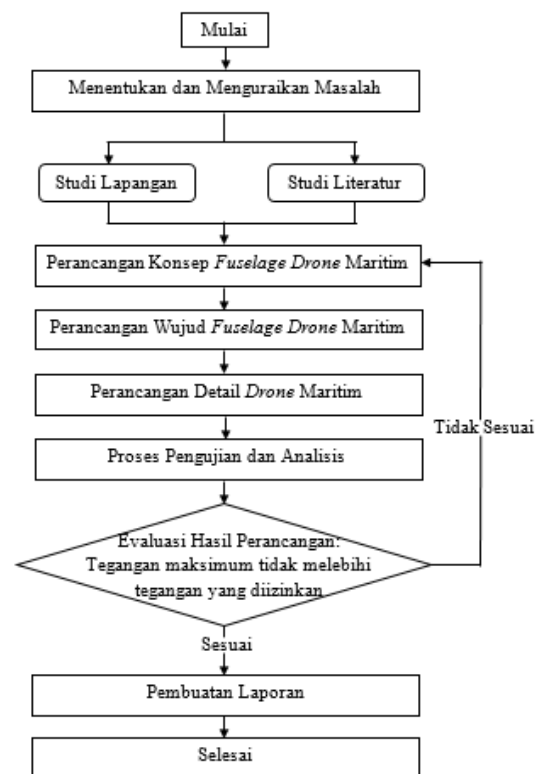 Mulai
Menentukan dan Menguraikan Masalah
Studi Lapangan
Studi Literatur
Perancangan Konsep Fuselage Drone Maritim
Perancangan Wujud Fuselage Drone Maritim
Perancangan Detail Drone Maritim
Tidak Sesuai
Proses Pengujian dan Analisis
Evaluasi Hasil Perancangan:
Tegangan maksimum tidak melebihi
tegangan yang diizinkan
Sesuai
Pembuatan Laporan
Selesai